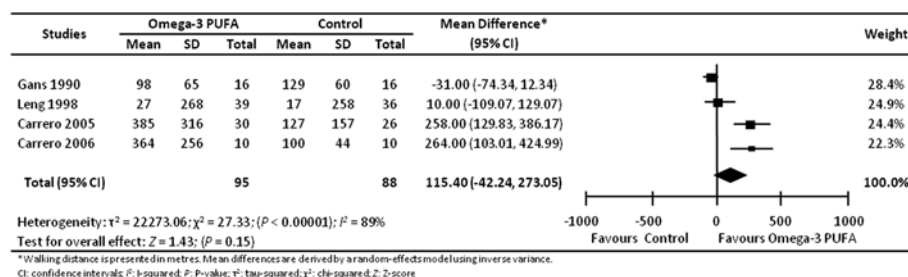 Studies Omega-3 PUFA Control Mean Difference* Weight
Mean SD Total Mean SD Total (95% CI)
Gans 1990 98 65 16 129 60 16 -31.00 (-74.34, 12.34) 28.4%
Leng 1998 27 268 39 17 258 36 10.00 (-109.07, 129.07) 24.9%
Carrero 2005 385 316 30 127 157 26 258.00 (129.83, 386.17) 24.4%
Carrero 2006 364 256 10 100 44 10 264.00 (103.01, 424.99) 22.3%
Total (95% CI) 95 88 115.40 (-42.24, 273.05) 100.0%
Heterogeneity: τ² = 22273.06; χ² = 27.33; (P < 0.00001); I² = 89%
-1000 -500 0 500 1000
Test for overall effect: Z = 1.43; (P = 0.15)
Favours Control Favours Omega-3 PUFA
*Walking distance is presented in metres. Mean differences are derived by a random-effects model using inverse variance.
CI: confidence intervals; I²: I-squared; P: P-value; τ²: tau-squared; χ²: chi-squared; Z: Z-score